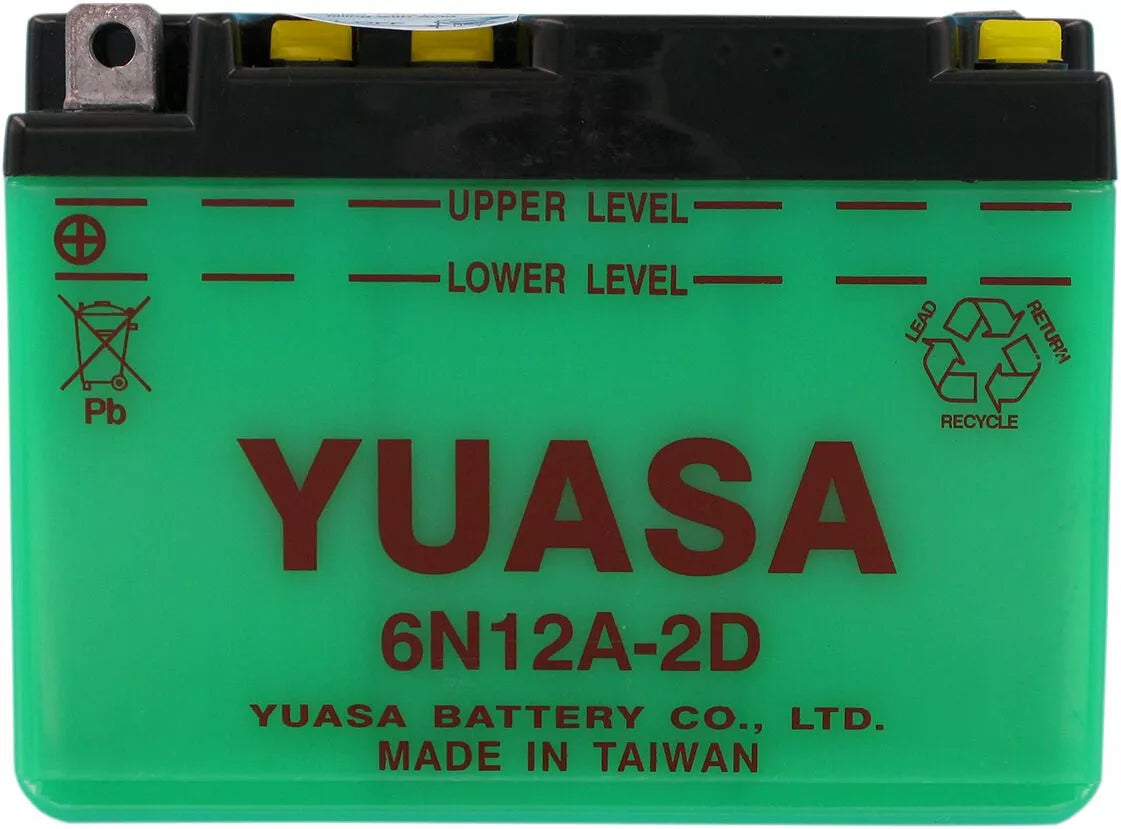 UPPER LEVEL
LOWER LEVEL
Pb
LEAD
RETURN
RECYCLE
YUASA
6N12A-2D
YUASA BATTERY CO., LTD.
MADE IN TAIWAN